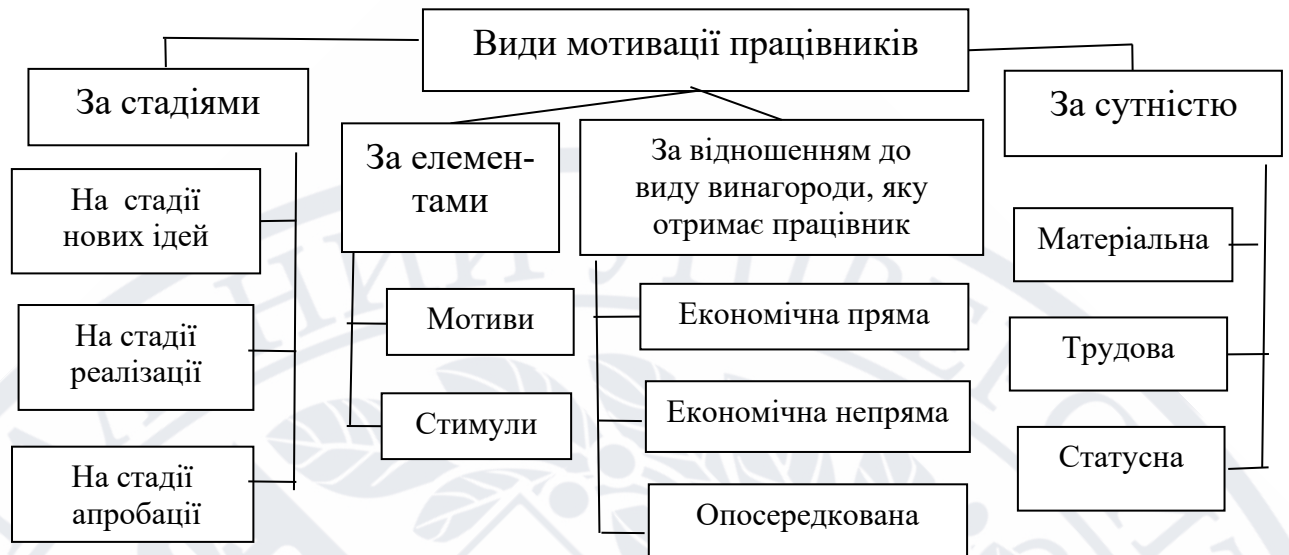 Види мотивації працівників
За стадіями
На стадії
нових ідей
На стадії
реалізації
На стадії
апробації
За елемен-
тами
Мотиви
Стимули
За відношенням до
виду винагороди, яку
отримає працівник
Економічна пряма
Економічна непряма
Опосередкована
За сутністю
Матеріальна
Трудова
Статусна